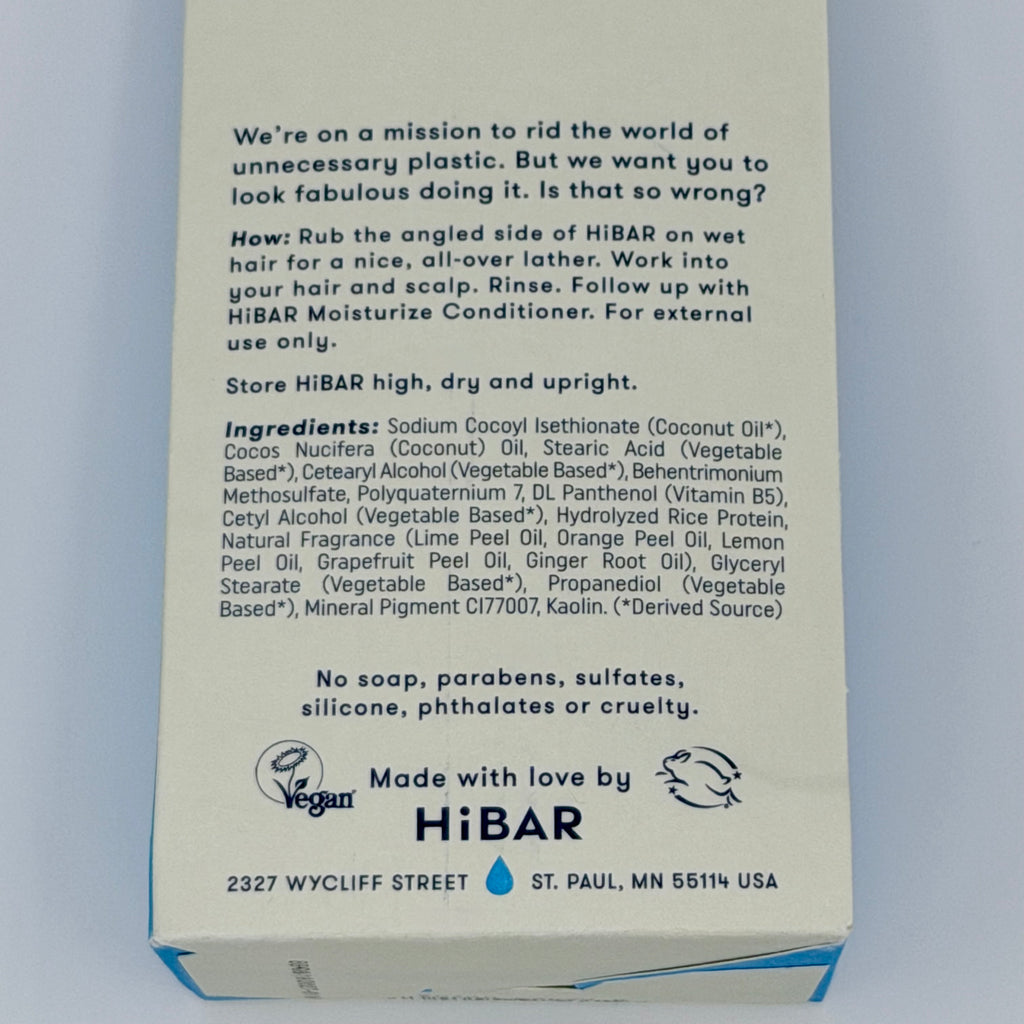 We're on a mission to rid the world of
unnecessary plastic. But we want you to
look fabulous doing it. Is that so wrong?
How: Rub the angled side of HiBAR on wet
hair for a nice, all-over lather. Work into
your hair and scalp. Rinse. Follow up with
HiBAR Moisturize Conditioner. For external
use only.
Store HiBAR high, dry and upright.
Ingredients: Sodium Cocoyl Isethionate (Coconut Oil*),
Cocos Nucifera (Coconut) Oil, Stearic Acid (Vegetable
Based*), Cetearyl Alcohol (Vegetable Based*), Behentrimonium
Methosulfate, Polyquaternium 7, DL Panthenol (Vitamin B5),
Cetyl Alcohol (Vegetable Based*), Hydrolyzed Rice Protein,
Natural Fragrance (Lime Peel Oil, Orange Peel Oil, Lemon
Peel Oil, Grapefruit Peel Oil, Ginger Root Oil), Glyceryl
Stearate (Vegetable Based*), Propanediol (Vegetable
Based*), Mineral Pigment CI77007, Kaolin. (*Derived Source)
No soap, parabens, sulfates,
silicone, phthalates or cruelty.
Vegan
Made with love by
HiBAR
2327 WYCLIFF STREET ST. PAUL, MN 55114 USA